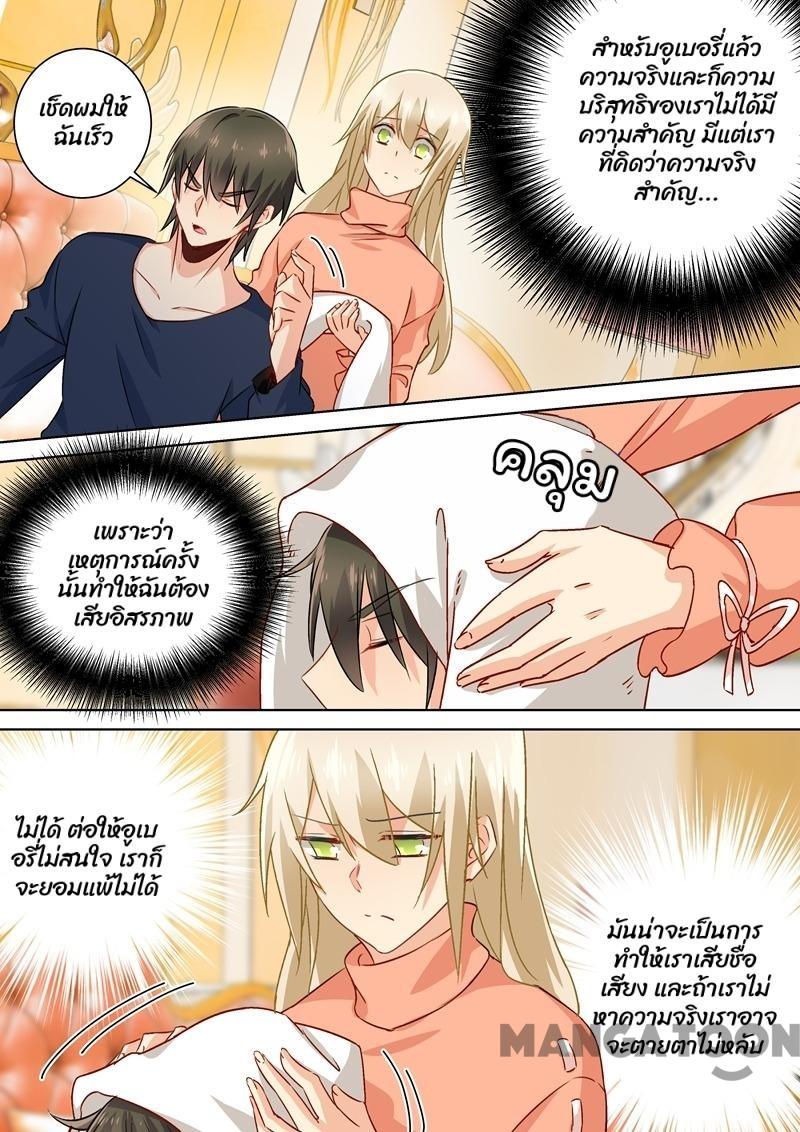 เช็ดผมให้
ฉันเร็ว
สำหรับอูเบอรี่แล้ว
ความจริงและก็ความ
บริสุทธิของเราไม่ได้มี
ความสำคัญ มีแต่เรา
ที่คิดว่าความจริง
สำคัญ...
คลุม
เพราะว่า
เหตุการณ์ครั้ง
นั้นทำให้ฉันต้อง
เสียอิสรภาพ
ไม่ได้ ต่อให้อูเบ
อรี่ไม่สนใจ เราก็
จะยอมแพ้ไม่ได้
มันน่าจะเป็นการ
ทำให้เราเสียชื่อ
เสียง และถ้าเราไม่
หาความจริงเราอาจ
จะตายตาไม่หลับ
MANGATOON